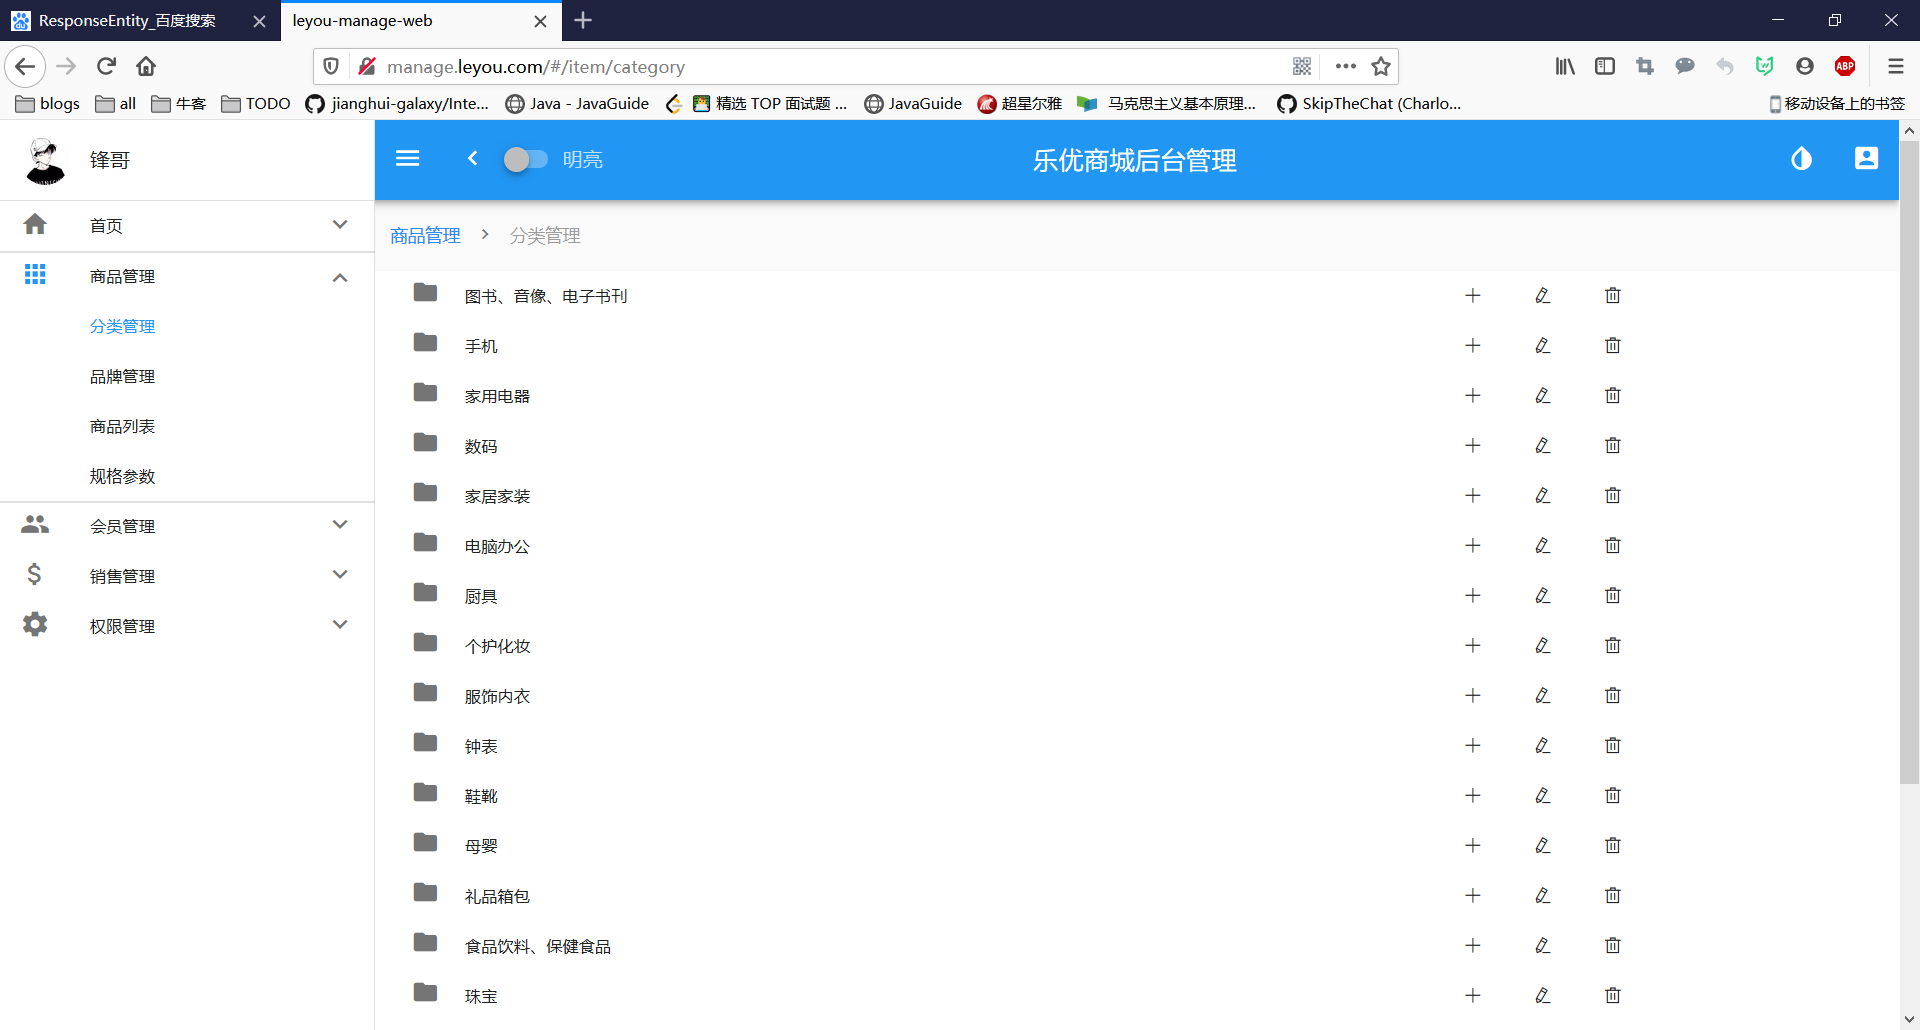 ResponseEntity_百度搜索
leyou-manage-web
manage.leyou.com/#/item/category
blogs
all
牛客
TODO
jianghui-galaxy/Inte...
Java - JavaGuide
精选 TOP 面试题 ...
JavaGuide
超星尔雅
马克思主义基本原理...
SkipTheChat (Charlo...
移动设备上的书签
ABP
锋哥
明亮
乐优商城后台管理
首页
商品管理
分类管理
品牌管理
商品列表
规格参数
会员管理
$ 销售管理
权限管理
商品管理 > 分类管理
图书、音像、电子书刊
手机
家用电器
数码
家居家装
电脑办公
厨具
个护化妆
服饰内衣
钟表
鞋靴
母婴
礼品箱包
食品饮料、保健食品
珠宝